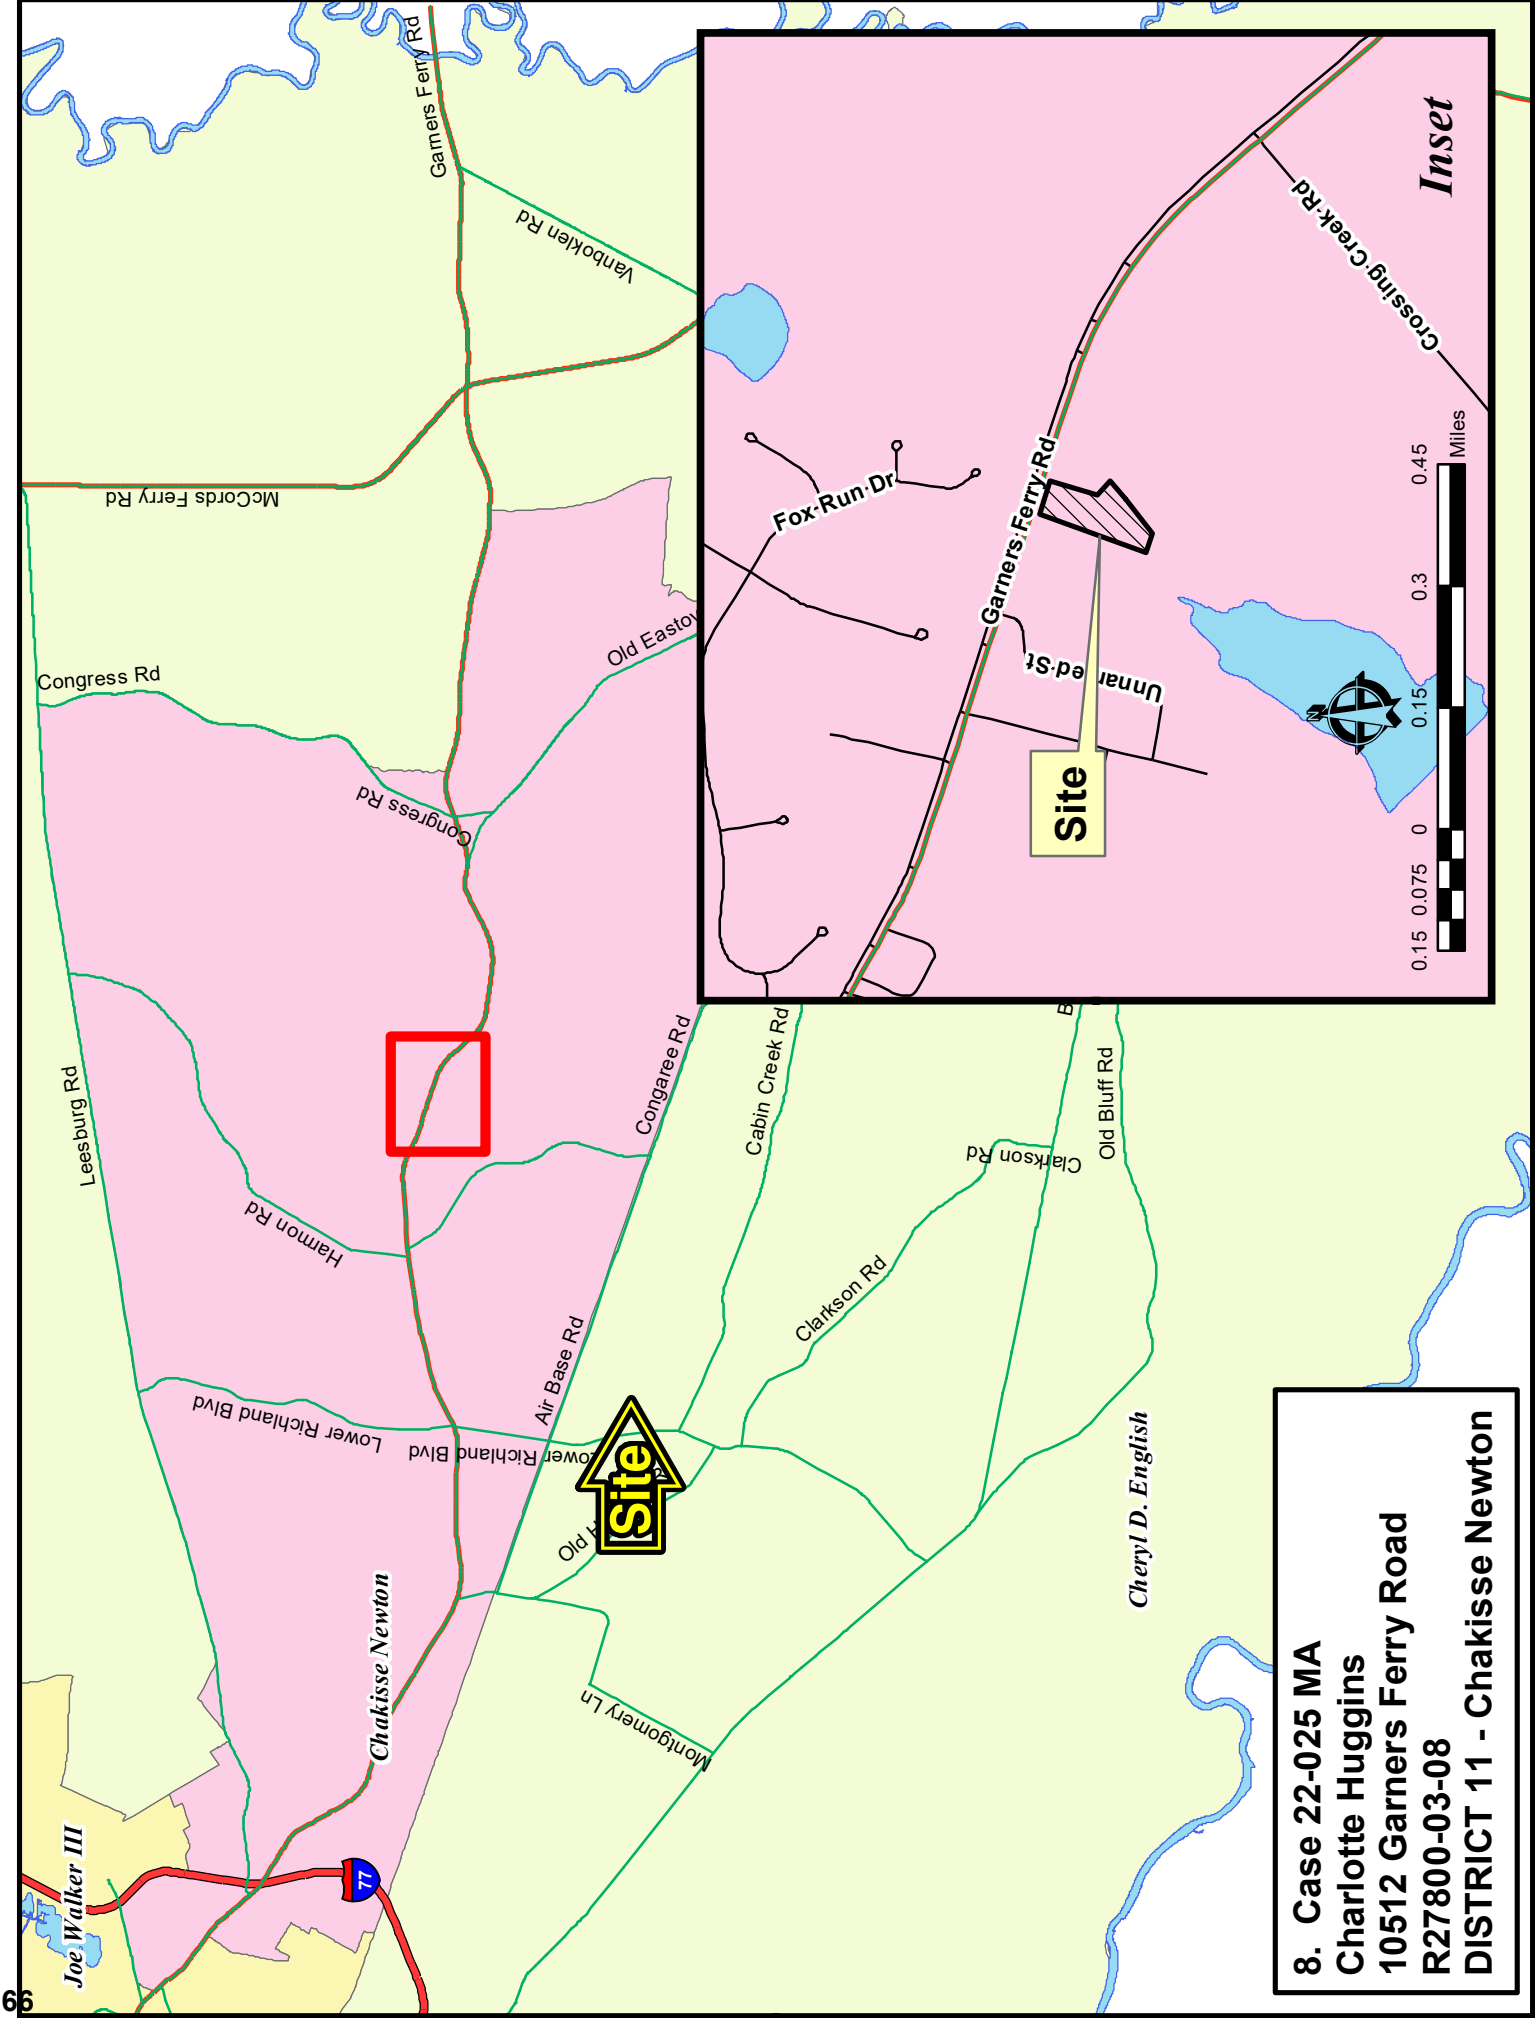 66
Joe Walker III
77
Chakisse Newton
Leesburg Rd
Harmon Rd
Congress Rd
Congress Rd
McCords Ferry Rd
Garners Ferry Rd
Vanboklen Rd
Lower Richland Blvd
Lower Richland Blvd
Air Base Rd
Congaree Rd
Cabin Creek Rd
Clarkson Rd
Clarkson Rd
Old Bluff Rd
Montgomery Ln
Old H
Site
B
Old Eastov
Cheryl D. English
Fox Run Dr
Garners Ferry Rd
Unnamed St
Crossing Creek Rd
Site
Inset
0.15 0.075 0 0.15 0.3 0.45
Miles
N
8. Case 22-025 MA
Charlotte Huggins
10512 Garners Ferry Road
R27800-03-08
DISTRICT 11 - Chakisse Newton